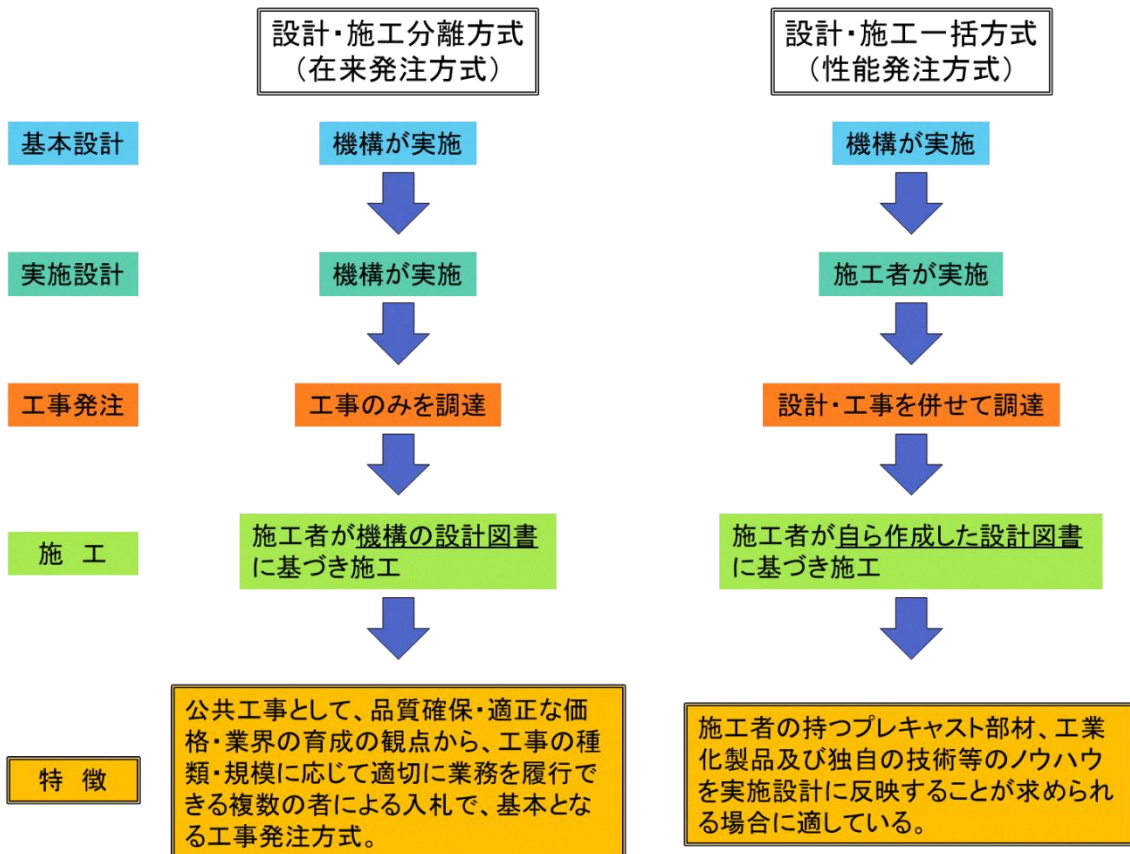 設計・施工分離方式
（在来発注方式）
設計・施工一括方式
（性能発注方式）
基本設計
機構が実施
機構が実施
実施設計
機構が実施
施工者が実施
工事発注
工事のみを調達
設計・工事を併せて調達
施 工
施工者が機構の設計図書
に基づき施工
施工者が自ら作成した設計図書
に基づき施工
特 徴
公共工事として、品質確保・適正な価
格・業界の育成の観点から、工事の種
類・規模に応じて適切に業務を履行で
きる複数の者による入札で、基本とな
る工事発注方式。
施工者の持つプレキャスト部材、工業
化製品及び独自の技術等のノウハウ
を実施設計に反映することが求められ
る場合に適している。